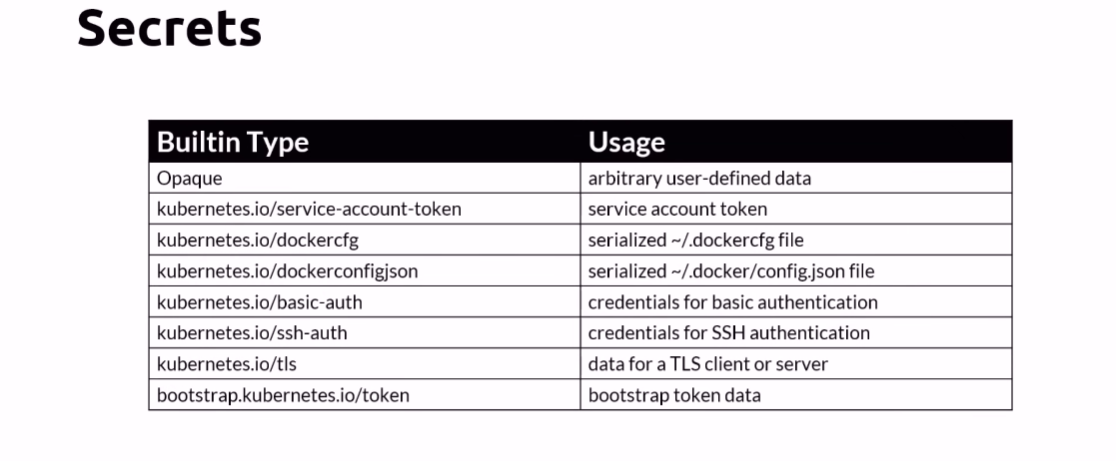 Secrets
Builtin Type Usage
Opaque arbitrary user-defined data
kubernetes.io/service-account-token service account token
kubernetes.io/dockercfg serialized ~/.dockercfg file
kubernetes.io/dockerconfigjson serialized ~/.docker/config.json file
kubernetes.io/basic-auth credentials for basic authentication
kubernetes.io/ssh-auth credentials for SSH authentication
kubernetes.io/tls data for a TLS client or server
bootstrap.kubernetes.io/token bootstrap token data